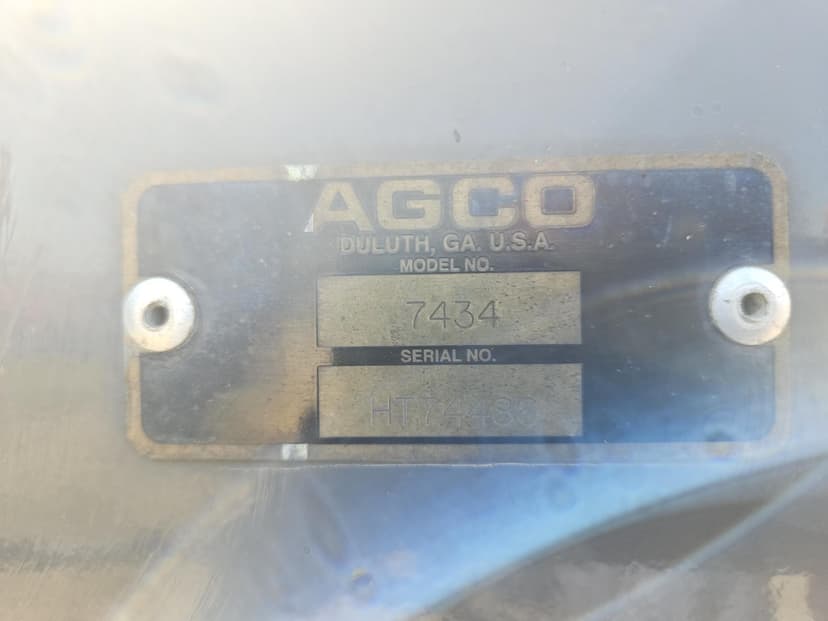 AGCO
DULUTH, GA. U.S.A.
MODEL NO.
7434
SERIAL NO.